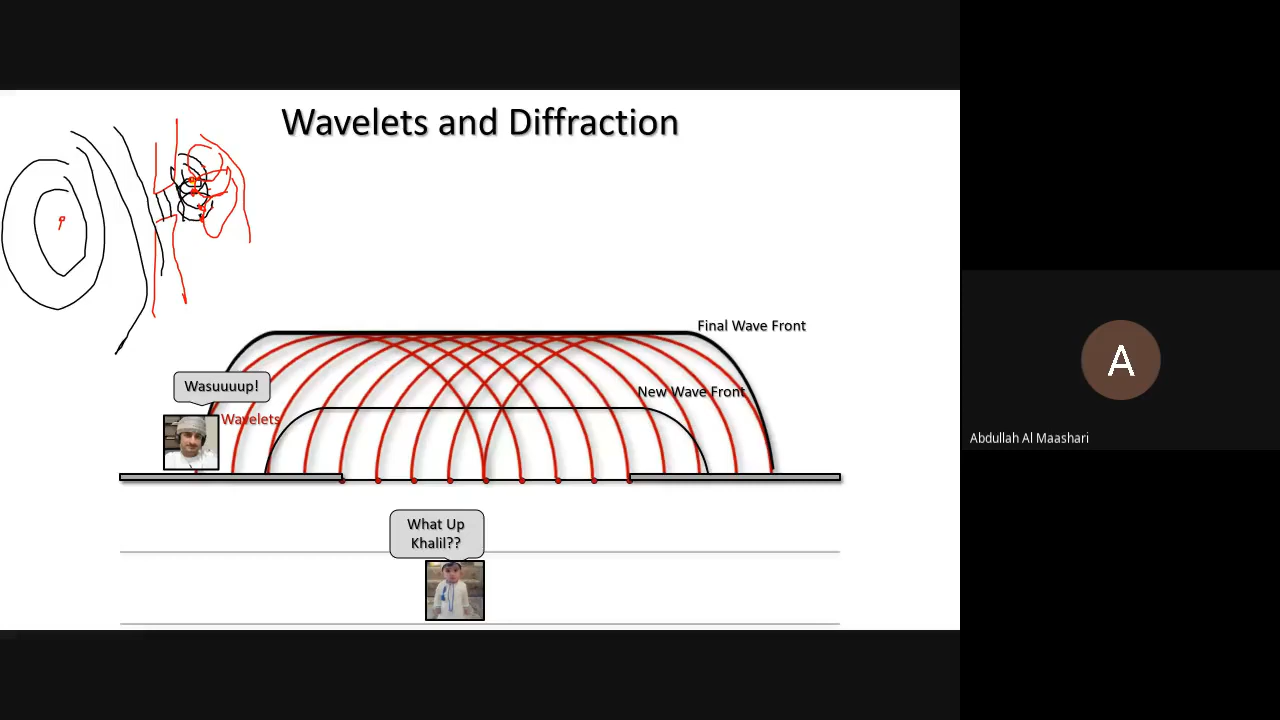 Wavelets and Diffraction
Final Wave Front
Wasuuuup!
New Wave Front
Wavelets
Abdullah Al Maashari
A
What Up
Khalil??